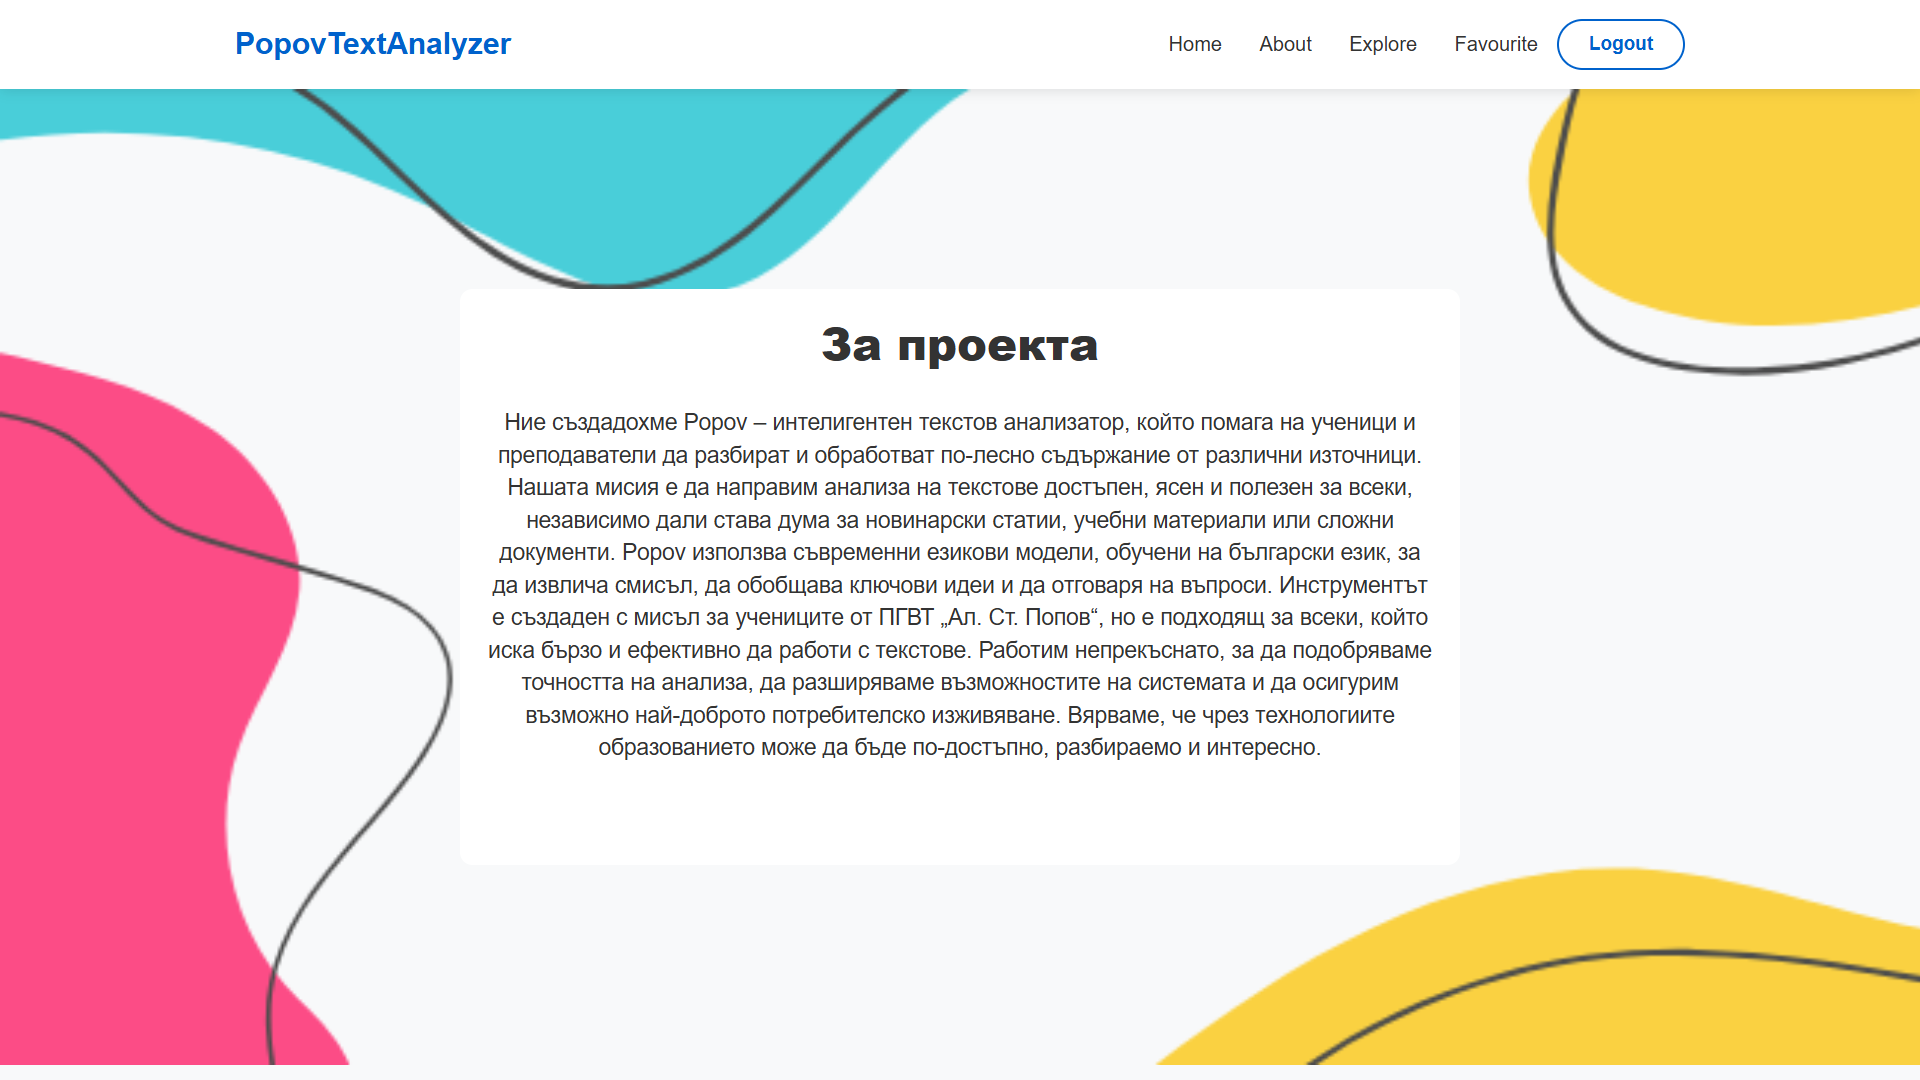 PopovTextAnalyzer
Home About Explore Favourite Logout
За проекта
Ние създадохме Popov – интелигентен текстов анализатор, който помага на ученици и
преподаватели да разбират и обработват по-лесно съдържание от различни източници.
Нашата мисия е да направим анализа на текстове достъпен, ясен и полезен за всеки,
независимо дали става дума за новинарски статии, учебни материали или сложни
документи. Popov използва съвременни езикови модели, обучени на български език, за
да извлича смисъл, да обобщава ключови идеи и да отговаря на въпроси. Инструментът
е създаден с мисъл за учениците от ПГВТ „Ал. Ст. Попов“, но е подходящ за всеки, който
иска бързо и ефективно да работи с текстове. Работим непрекъснато, за да подобряваме
точността на анализа, да разширяваме възможностите на системата и да осигурим
възможно най-доброто потребителско изживяване. Вярваме, че чрез технологиите
образованието може да бъде по-достъпно, разбираемо и интересно.